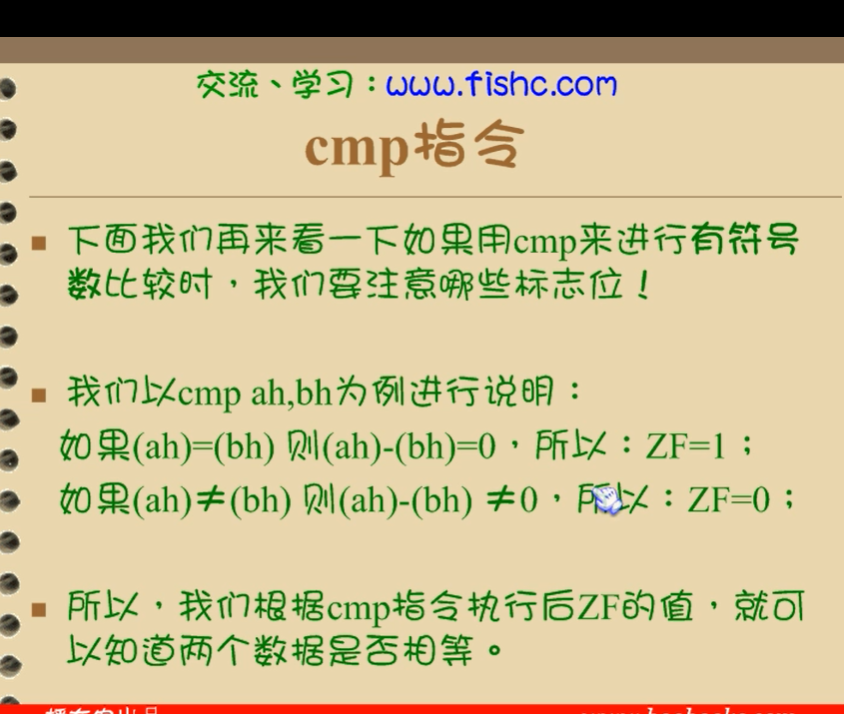 交流、学习：www.fishc.com
cmp指令
下面我们再来看一下如果用cmp来进行有符号
数比较时，我们要注意哪些标志位！
我们以cmp ah,bh为例进行说明：
如果(ah)=(bh) 则(ah)-(bh)=0，所以：ZF=1；
如果(ah)≠(bh) 则(ah)-(bh) ≠0，所以：ZF=0；
所以，我们根据cmp指令执行后ZF的值，就可
以知道两个数据是否相等。